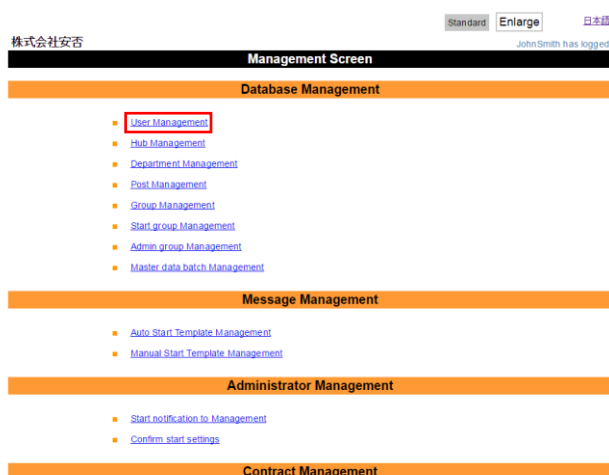 Standard Enlarge 日本語
株式会社安否
JohnSmith has logged
Management Screen
Database Management
User Management
Hub Management
Department Management
Post Management
Group Management
Start group Management
Admin group Management
Master data batch Management
Message Management
Auto Start Template Management
Manual Start Template Management
Administrator Management
Start notification to Management
Confirm start settings
Contract Management